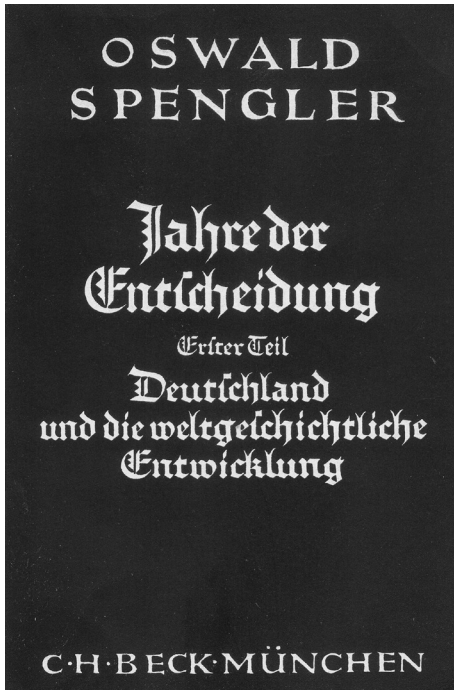 OSWALD
SPENGLER
Jahre der
Entſcheidung
Erſter Teil
Deutſchland
und die weltgeſchichtliche
Entwicklung
C·H·BECK·MÜNCHEN